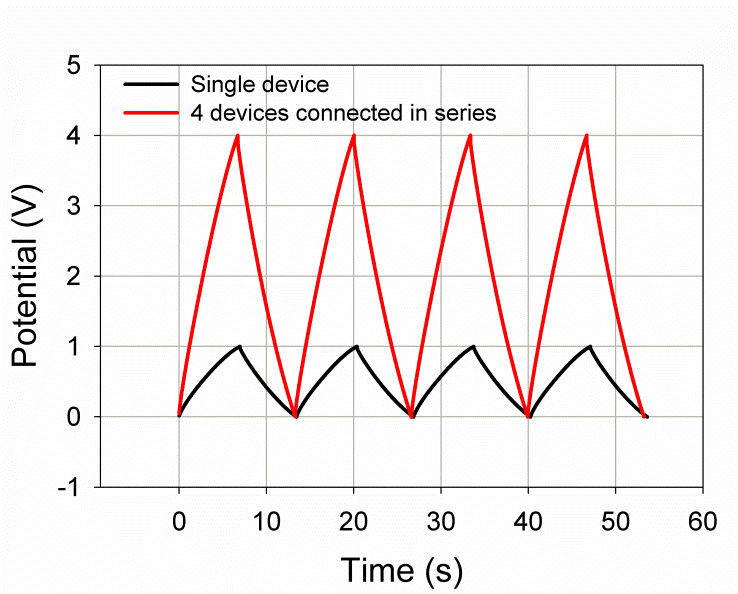 5
Single device
4 devices connected in series
4
3
2
1
0
-1
Potential (V)
0 10 20 30 40 50 60
Time (s)